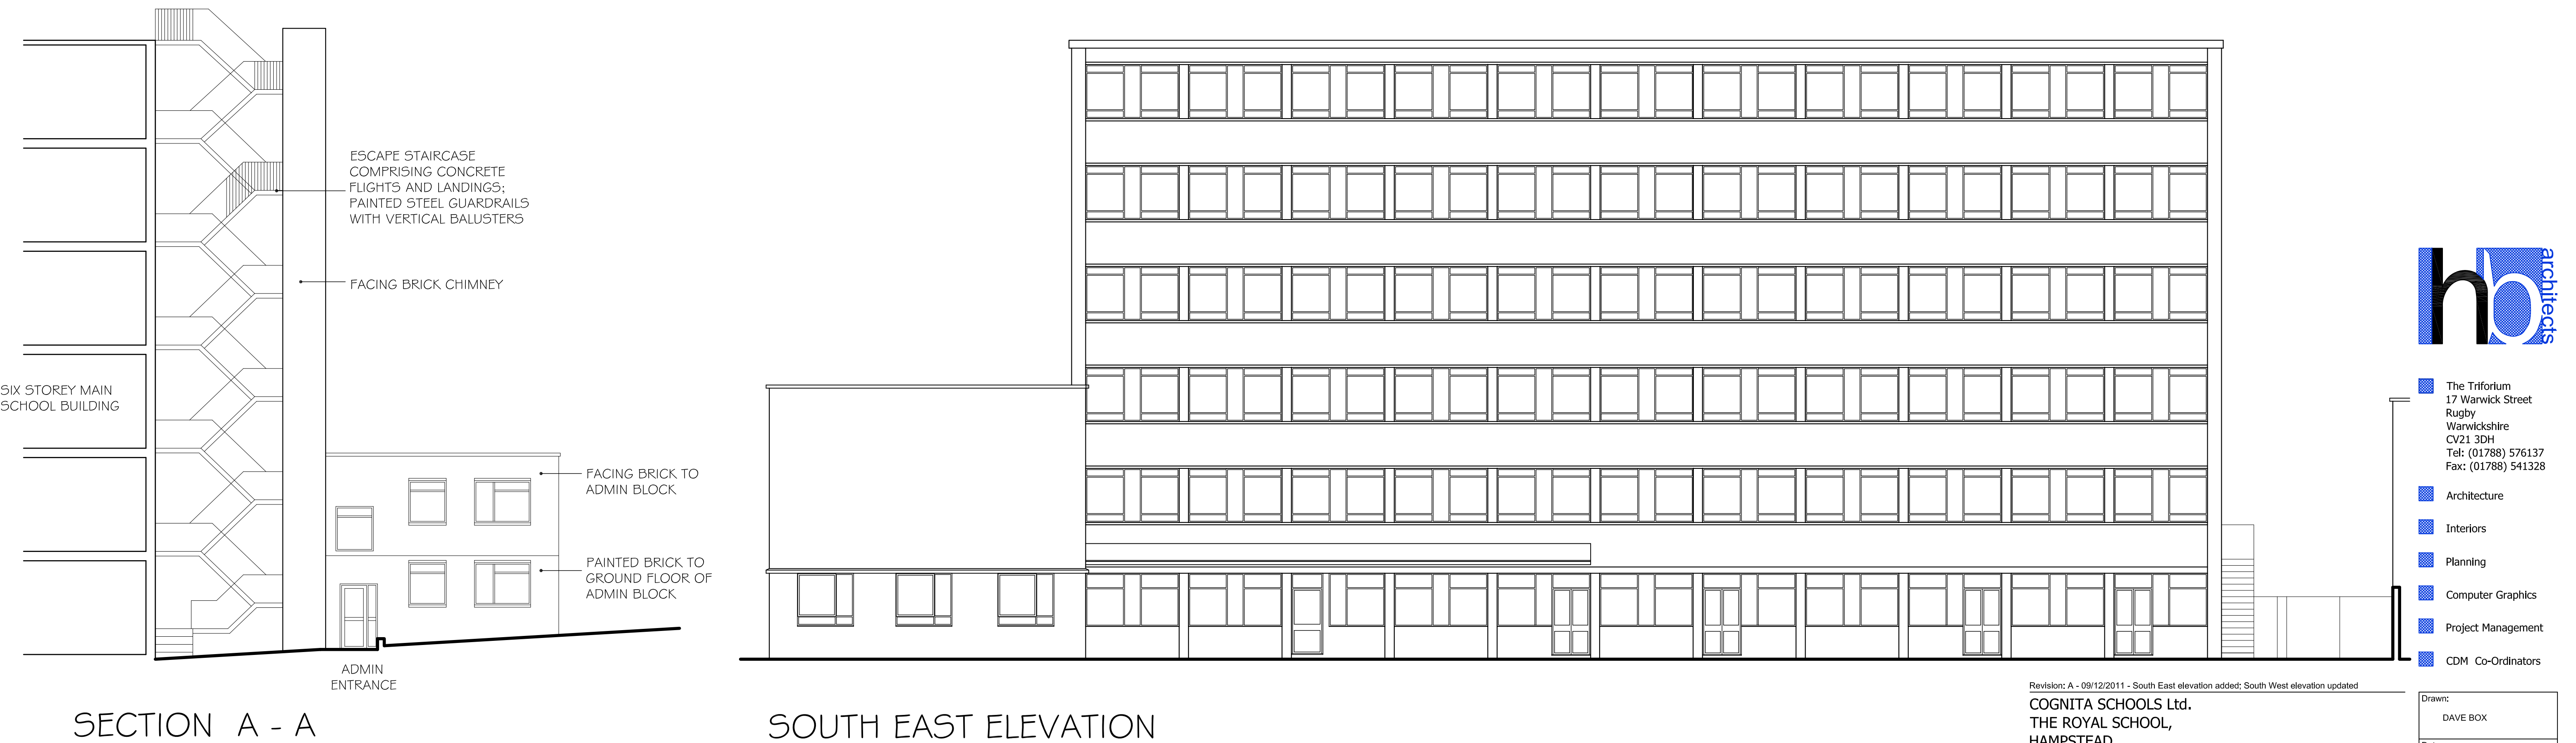 ESCAPE STAIRCASE
COMPRISING CONCRETE
FLIGHTS AND LANDINGS;
PAINTED STEEL GUARDRAILS
WITH VERTICAL BALUSTERS
FACING BRICK CHIMNEY
SIX STOREY MAIN
SCHOOL BUILDING
FACING BRICK TO
ADMIN BLOCK
PAINTED BRICK TO
GROUND FLOOR OF
ADMIN BLOCK
ADMIN
ENTRANCE
SECTION A - A
SOUTH EAST ELEVATION
hb
architects
The Triforium
17 Warwick Street
Rugby
Warwickshire
CV21 3DH
Tel: (01788) 576137
Fax: (01788) 541328
Architecture
Interiors
Planning
Computer Graphics
Project Management
CDM Co-Ordinators
Revision: A - 09/12/2011 - South East elevation added; South West elevation updated
COGNITA SCHOOLS Ltd.
THE ROYAL SCHOOL,
HAMPSTEAD
Drawn:
DAVE BOX